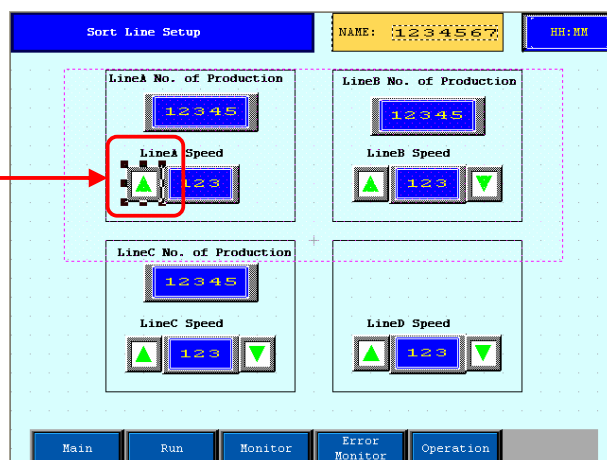 Sort Line Setup
NAME: 1234567
HH:MM
LineA No. of Production
12345
LineA Speed
123
LineB No. of Production
12345
LineB Speed
123
LineC No. of Production
12345
LineC Speed
123
LineD Speed
123
Main
Run
Monitor
Error
Monitor
Operation